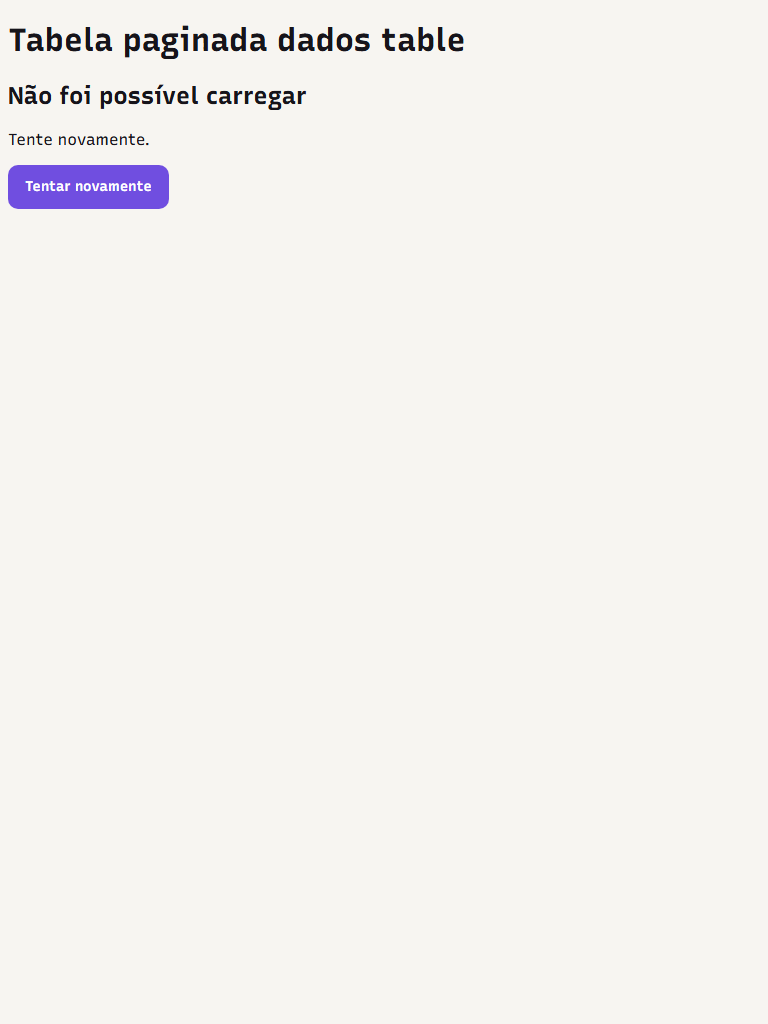 Tabela paginada dados table
Não foi possível carregar
Tente novamente.
Tentar novamente